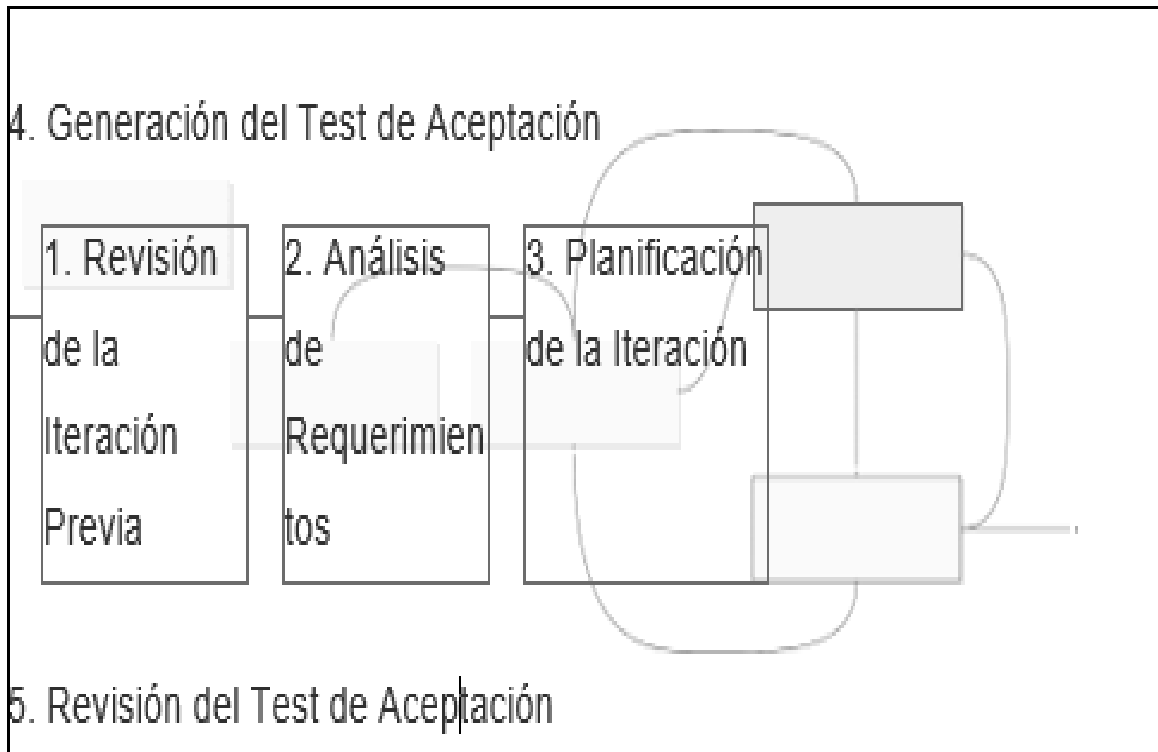 4. Generación del Test de Aceptación
1. Revisión
de la
Iteración
Previa
2. Análisis
de
Requerimien
tos
3. Planificación
de la Iteración
5. Revisión del Test de Aceptación